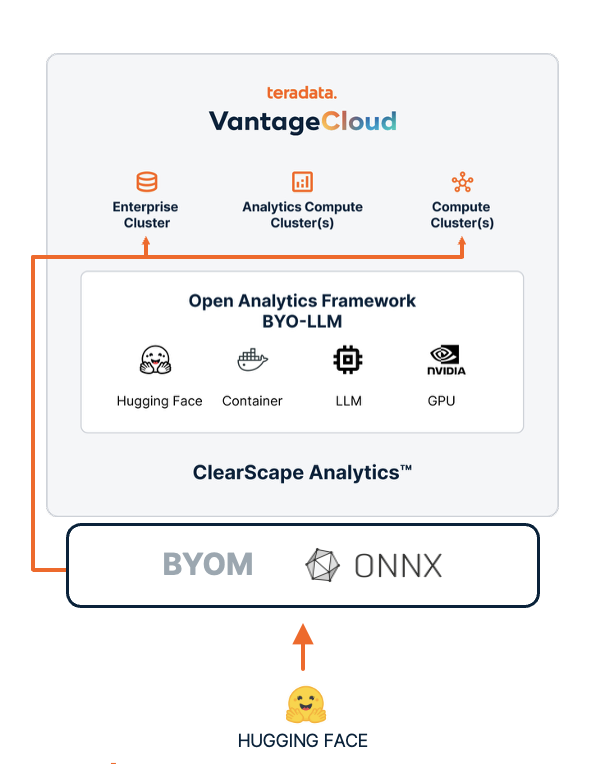 teradata.
VantageCloud
Enterprise
Cluster
Analytics Compute
Cluster(s)
Compute
Cluster(s)
Open Analytics Framework
BYO-LLM
NVIDIA
Hugging Face
Container
LLM
GPU
ClearScape Analytics™
BYOM
ONNX
HUGGING FACE